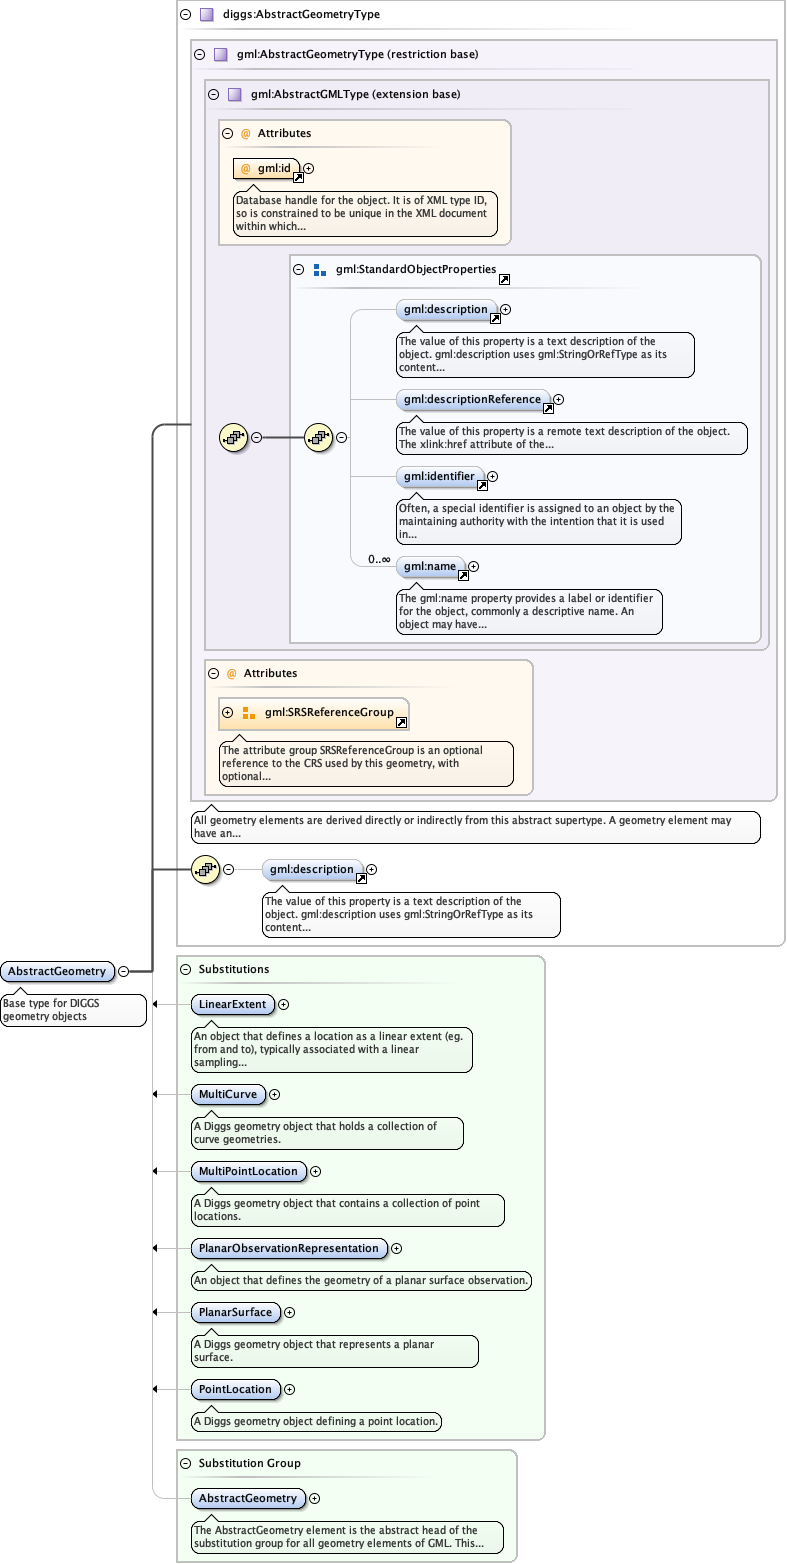 diggs:AbstractGeometryType
gml:AbstractGeometryType (restriction base)
gml:AbstractGMLType (extension base)
@ Attributes
@ gml:id
Database handle for the object. It is of XML type ID,
so is constrained to be unique in the XML document
within which...
gml:StandardObjectProperties
gml:description
The value of this property is a text description of the
object. gml:description uses gml:StringOrRefType as its
content...
gml:descriptionReference
The value of this property is a remote text description of the object.
The xlink:href attribute of the...
gml:identifier
Often, a special identifier is assigned to an object by the
maintaining authority with the intention that it is used
in...
0..∞
gml:name
The gml:name property provides a label or identifier
for the object, commonly a descriptive name. An
object may have...
@ Attributes
gml:SRSReferenceGroup
The attribute group SRSReferenceGroup is an optional
reference to the CRS used by this geometry, with
optional...
All geometry elements are derived directly or indirectly from this abstract supertype. A geometry element may
have an...
gml:description
The value of this property is a text description of the
object. gml:description uses gml:StringOrRefType as its
content...
AbstractGeometry
Base type for DIGGS
geometry objects
Substitutions
LinearExtent
An object that defines a location as a linear extent (eg.
from and to), typically associated with a linear
sampling...
MultiCurve
A Diggs geometry object that holds a collection of
curve geometries.
MultiPointLocation
A Diggs geometry object that contains a collection of point
locations.
PlanarObservationRepresentation
An object that defines the geometry of a planar surface observation.
PlanarSurface
A Diggs geometry object that represents a planar
surface.
PointLocation
A Diggs geometry object defining a point location.
Substitution Group
AbstractGeometry
The AbstractGeometry element is the abstract head of the
substitution group for all geometry elements of GML. This...